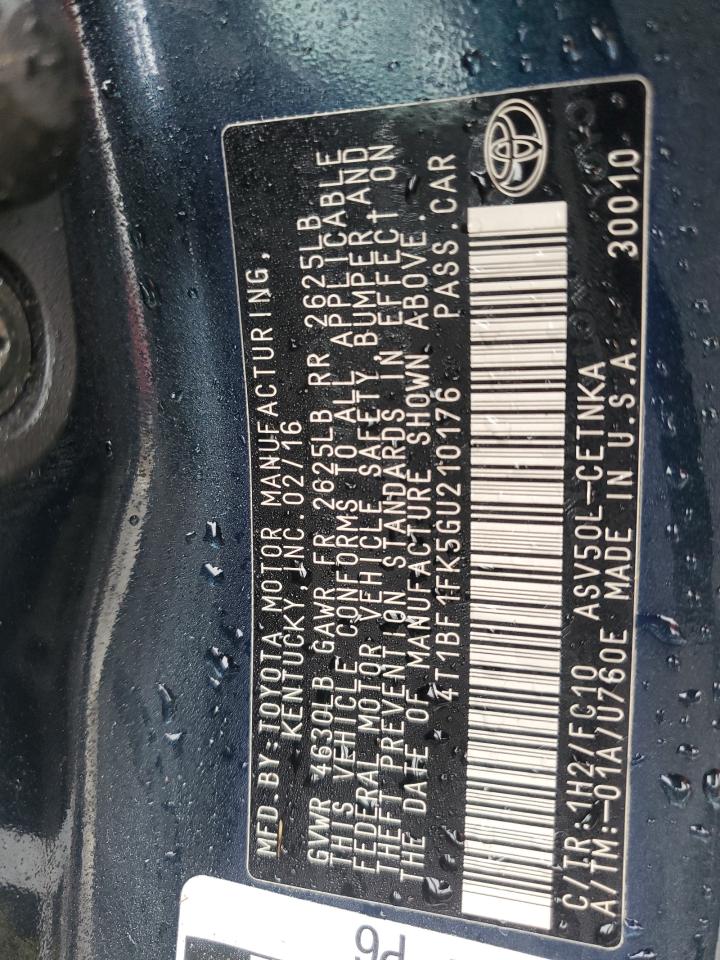 MFD.BY:TOYOTA MOTOR MANUFACTURING,
KENTUCKY, INC. 02/16
GVWR 4630LB GAWR FR 2625LB RR 2625LB
THIS VEHICLE CONFORMS TO ALL APPLICABLE
FEDERAL MOTOR VEHICLE SAFETY, BUMPER, AND
THEFT PREVENTION STANDARDS IN EFFECT ON
THE DATE OF MANUFACTURE SHOWN ABOVE.
4T1BF1FK5GU210176 PASS.CAR
C/TR:1H2/FC10 ASV50L-CETNKA
A/TM:-01A/U760E MADE IN U.S.A. 30010
P6